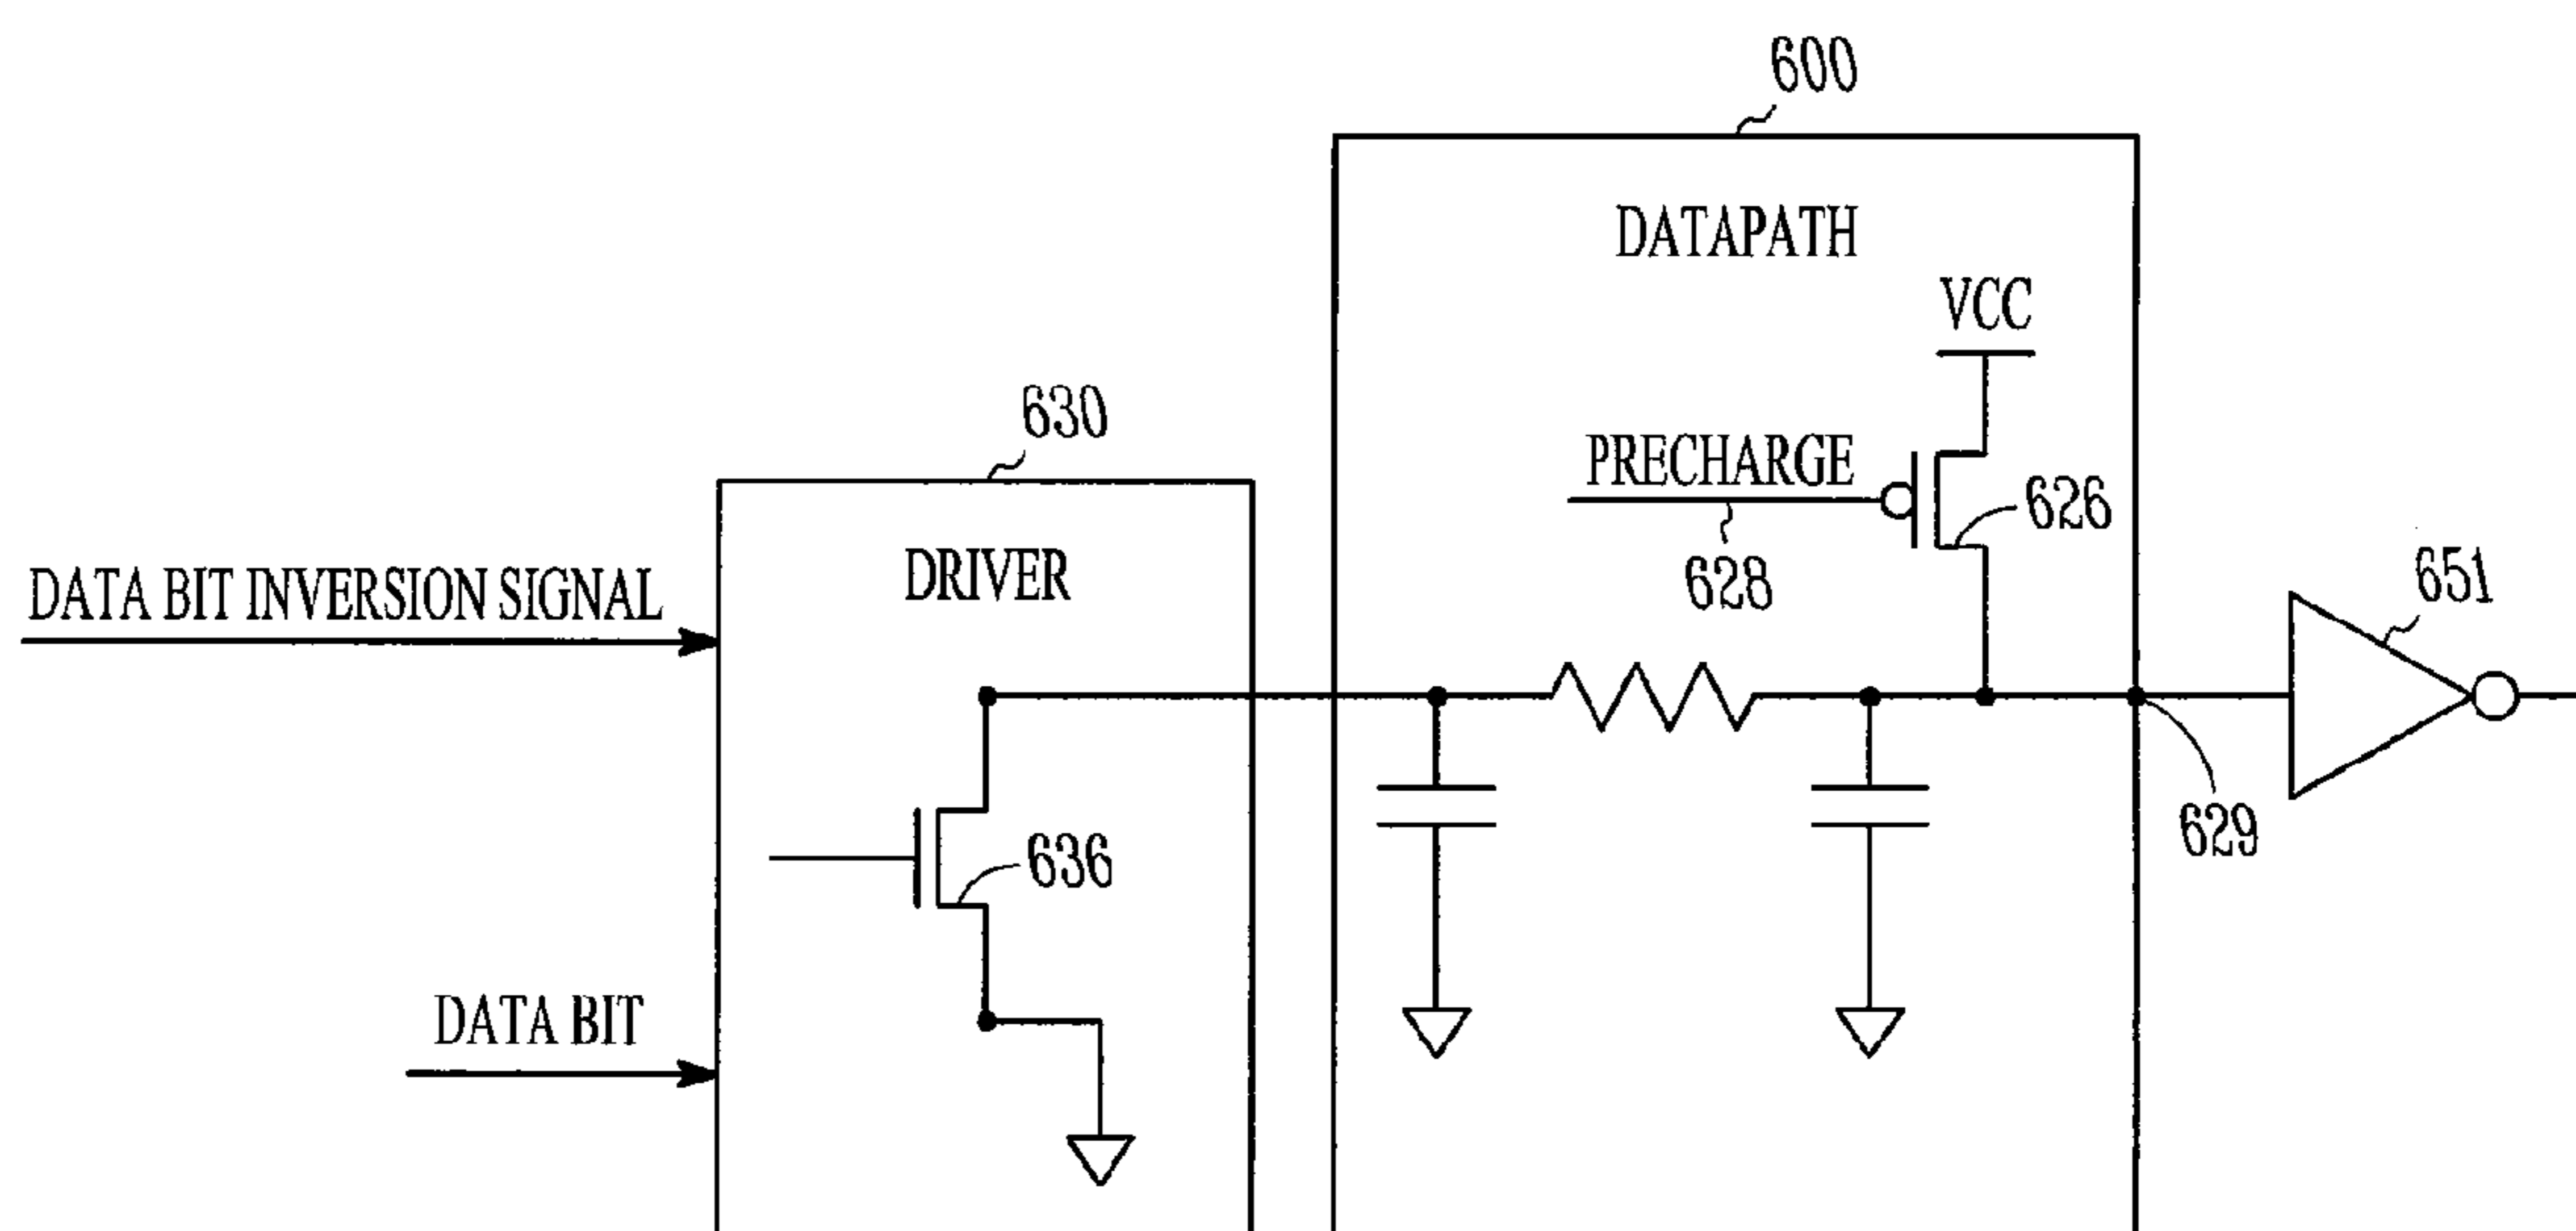 600
DATAPATH
VCC
630
PRECHARGE
626
628
DRIVER
651
DATA BIT INVERSION SIGNAL
636
629
DATA BIT